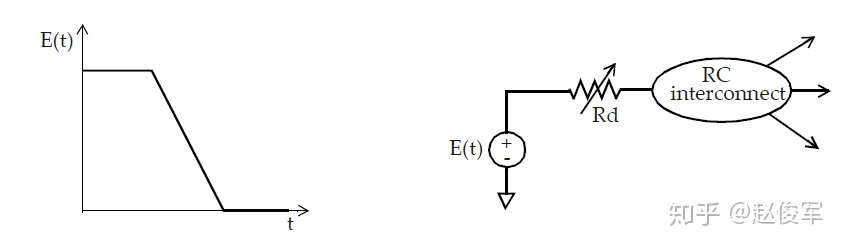 E(t)
t
E(t)
+
-
Rd
RC
interconnect
知乎 @赵俊军